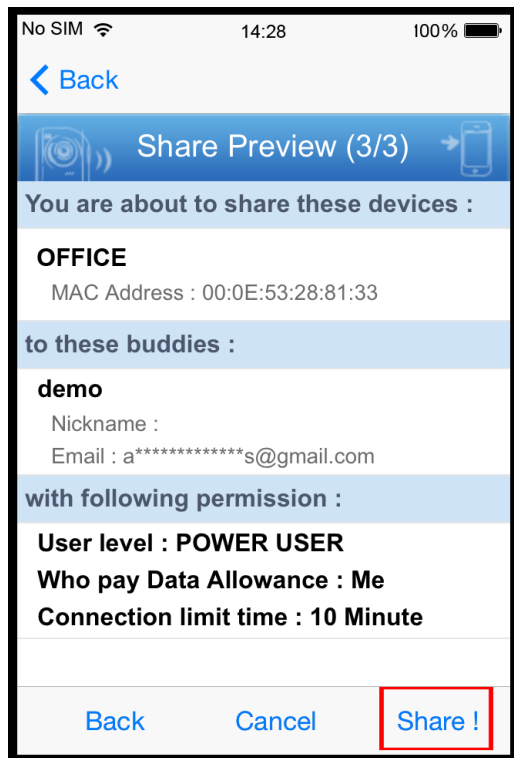 No SIM 14:28 100%
Back
Share Preview (3/3)
You are about to share these devices :
OFFICE
MAC Address : 00:0E:53:28:81:33
to these buddies :
demo
Nickname :
Email : a*************s@gmail.com
with following permission :
User level : POWER USER
Who pay Data Allowance : Me
Connection limit time : 10 Minute
Back Cancel Share !